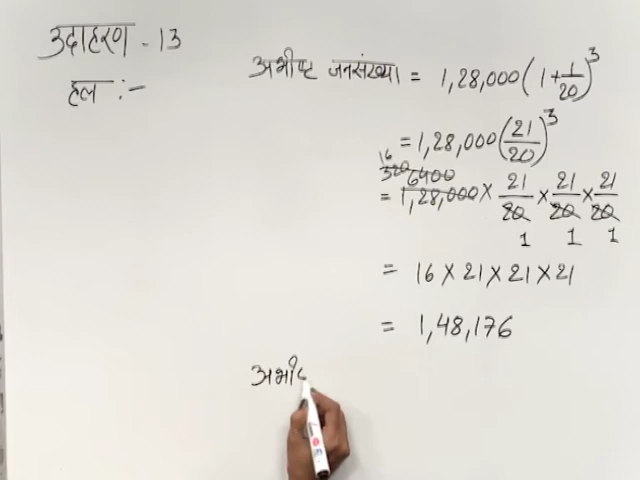 उदाहरण - 13
हल :-
अभीष्ट जनसंख्या = 1,28,000(1+1/20)^3
= 1,28,000(21/20)^3
16
320 6400
= 1,28,000 × 21/20 × 21/20 × 21/20
1 1 1
= 16 × 21 × 21 × 21
= 1,48,176
अभी